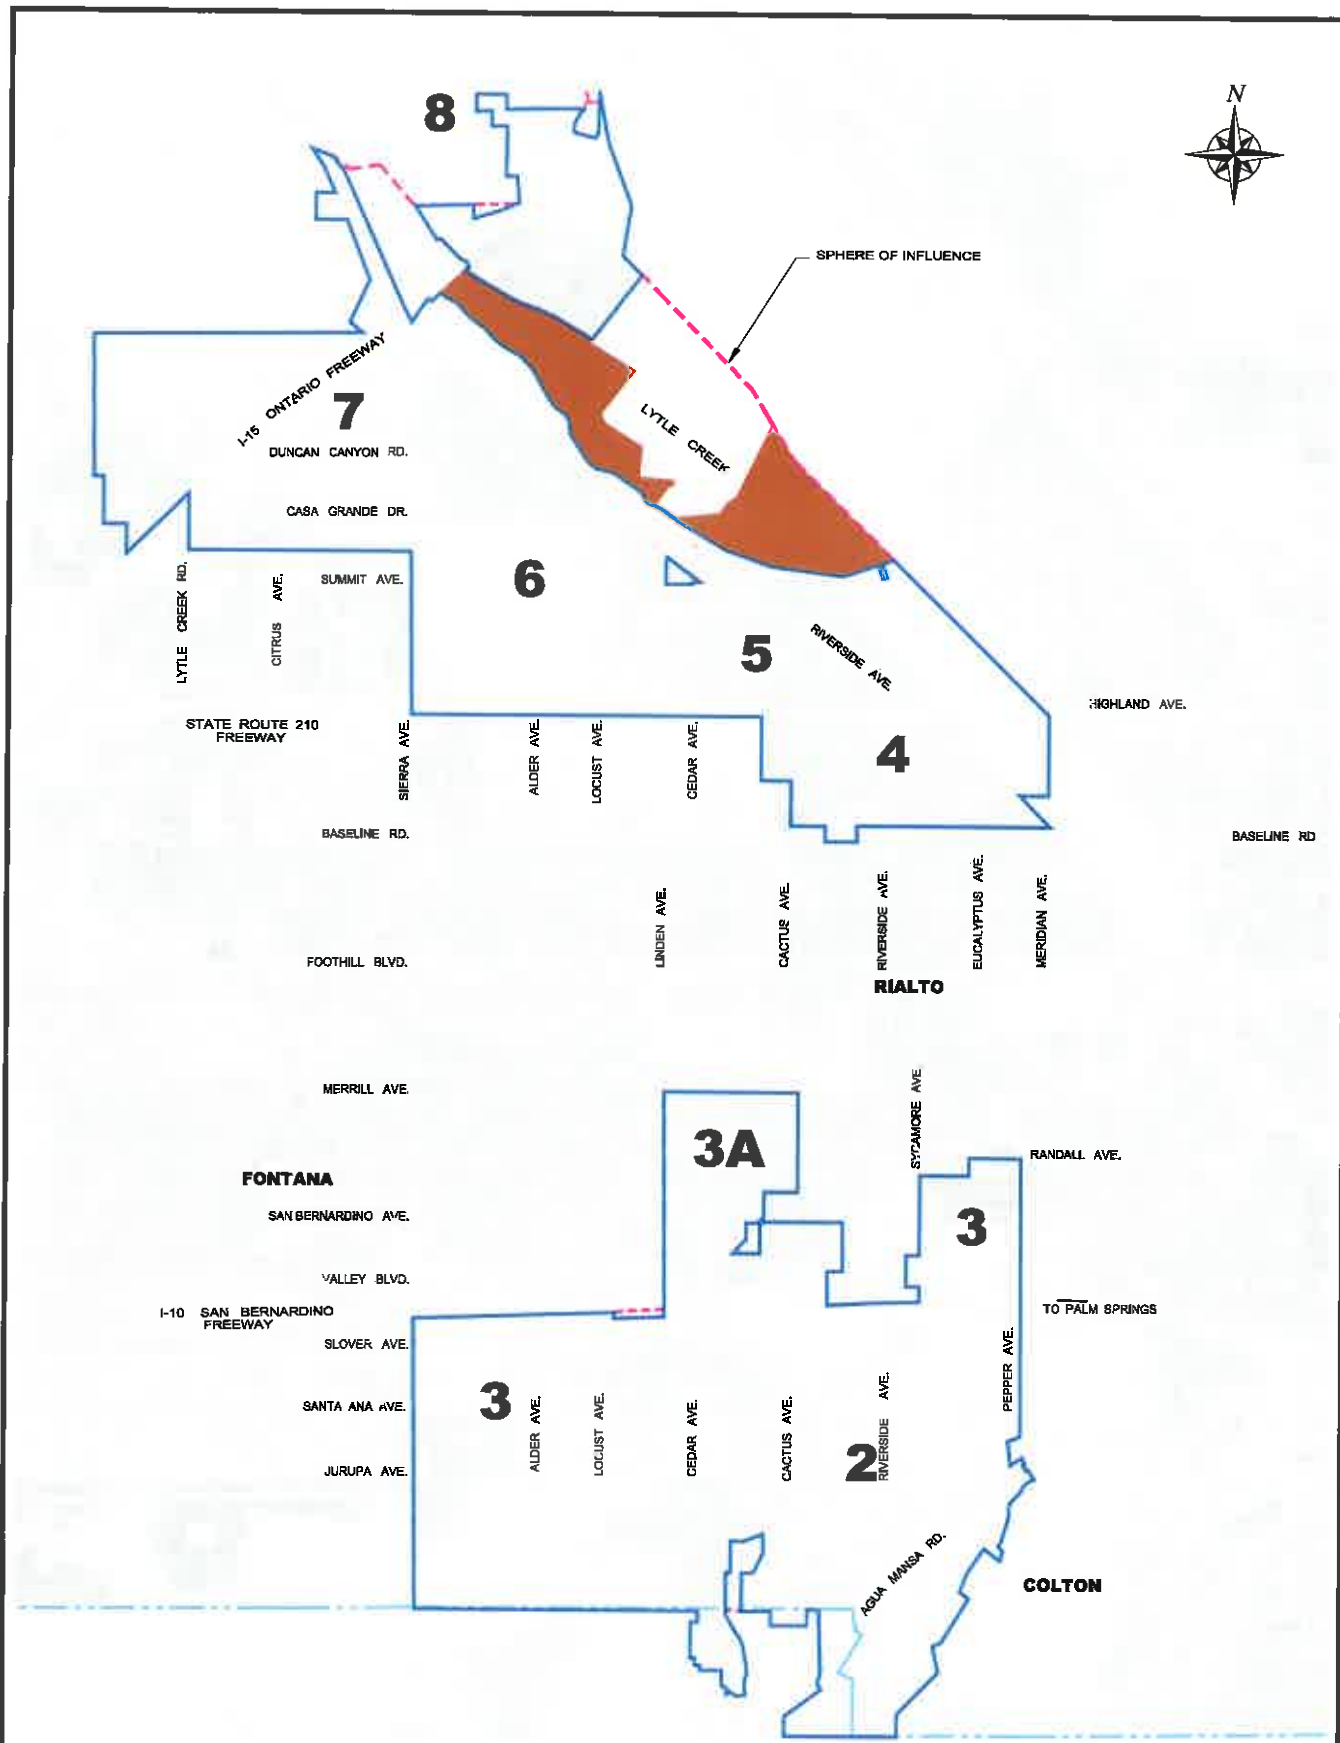 N
8
SPHERE OF INFLUENCE
I-15 ONTARIO FREEWAY
7
LYTLE CREEK
DUNCAN CANYON RD.
CASA GRANDE DR.
SUMMIT AVE.
6
LYTLE CREEK RD.
CITRUS AVE.
5
RIVERSIDE AVE.
HIGHLAND AVE.
STATE ROUTE 210
FREEWAY
SIERRA AVE.
ALDER AVE.
LOCUST AVE.
CEDAR AVE.
4
BASELINE RD.
BASELINE RD
LINDEN AVE.
CACTUS AVE.
RIVERSIDE AVE.
EUCALYPTUS AVE.
MERIDIAN AVE.
FOOTHILL BLVD.
RIALTO
MERRILL AVE.
SYCAMORE AVE
3A
RANDALL AVE.
FONTANA
SAN BERNARDINO AVE.
3
VALLEY BLVD.
I-10 SAN BERNARDINO
FREEWAY
TO PALM SPRINGS
SLOVER AVE.
PEPPER AVE.
3
SANTA ANA AVE.
ALDER AVE.
LOCUST AVE.
CEDAR AVE.
CACTUS AVE.
2
RIVERSIDE AVE.
JURUPA AVE.
AGUA MANSA RD.
COLTON